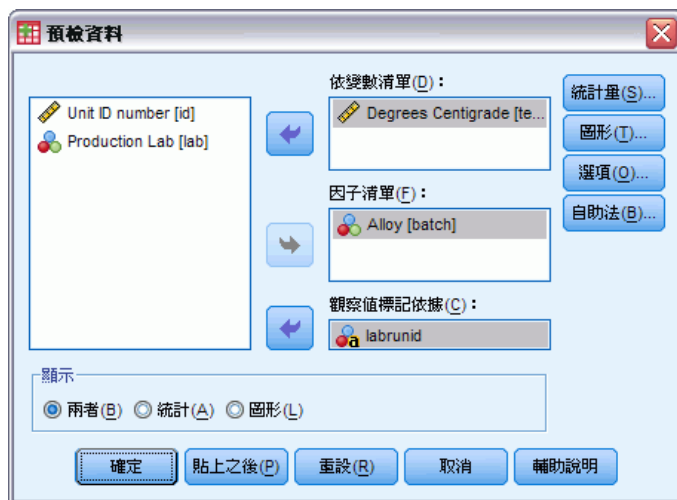 預檢資料
Unit ID number [id]
Production Lab [lab]
依變數清單(D)：
Degrees Centigrade [te...
因子清單(F)：
Alloy [batch]
觀察值標記依據(C)：
labrunid
統計量(S)...
圖形(T)...
選項(O)...
自助法(B)...
顯示
兩者(B) 統計(A) 圖形(L)
確定 貼上之後(P) 重設(R) 取消 輔助說明